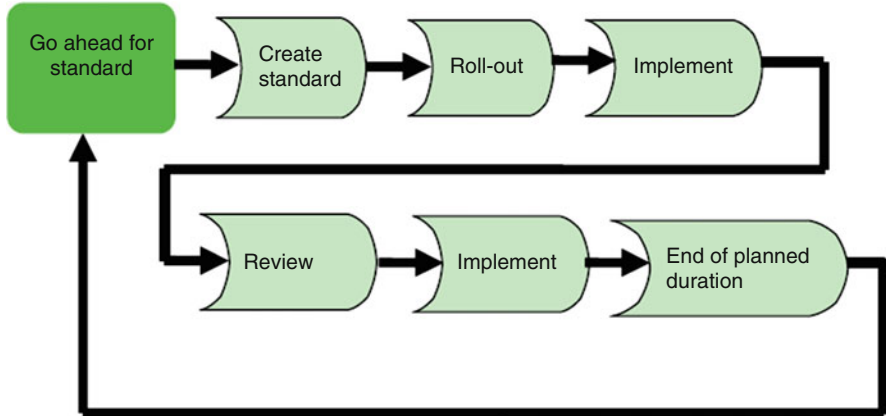 Go ahead for
standard
Create
standard
Roll-out
Implement
Review
Implement
End of planned
duration